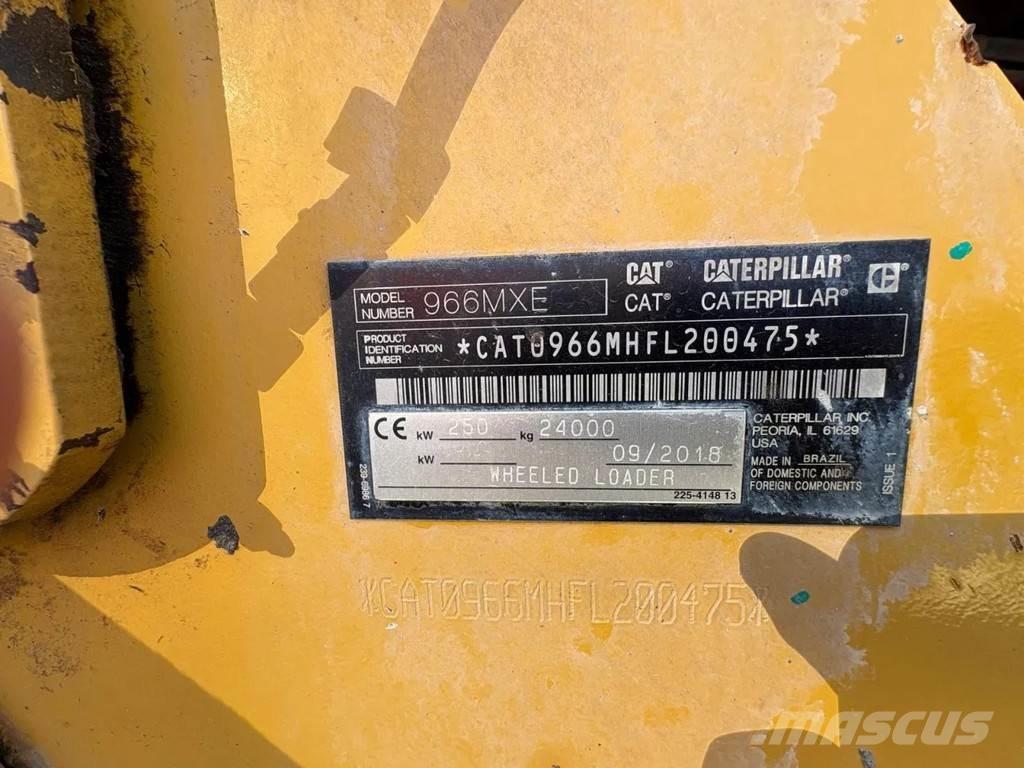 MODEL NUMBER 966MXE
CAT® CATERPILLAR®
CAT® CATERPILLAR®
PRODUCT IDENTIFICATION NUMBER *CAT0966MHFL200475*
CE kW 250 kg 24000
kW 09/2018
WHEELED LOADER
225-4148 13
CATERPILLAR INC.
PEORIA, IL 61629
USA
MADE IN BRAZIL
OF DOMESTIC AND
FOREIGN COMPONENTS
ISSUE 1
*CAT0966MHFL200475*
MASCUS